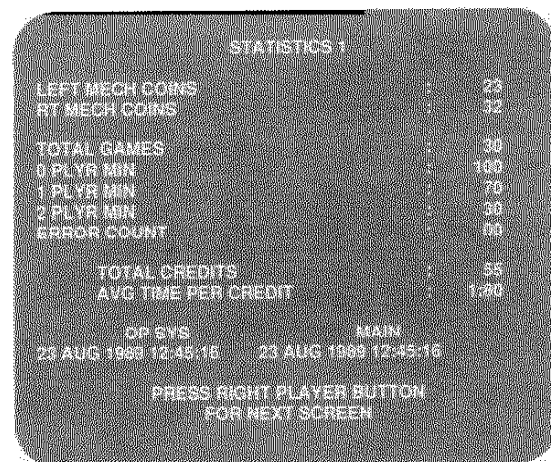 STATISTICS 1
LEFT MECH COINS : 23
RT MECH COINS : 32
TOTAL GAMES : 30
0 PLYR MIN : 100
1 PLYR MIN : 70
2 PLYR MIN : 30
ERROR COUNT : 00
TOTAL CREDITS : 55
AVG TIME PER CREDIT : 1:80
OP SYS MAIN
23 AUG 1989 12:45:16 23 AUG 1989 12:45:16
PRESS RIGHT PLAYER BUTTON
FOR NEXT SCREEN